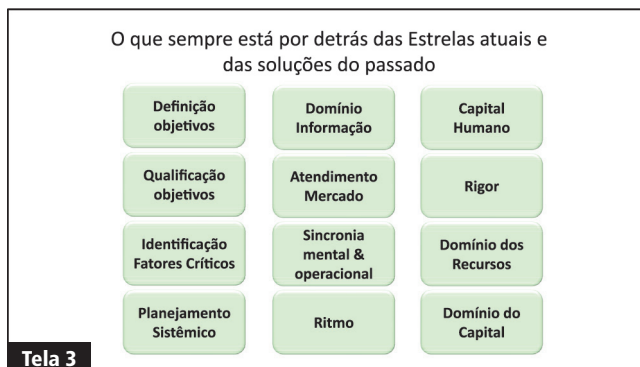 O que sempre está por detrás das Estrelas atuais e
das soluções do passado
Definição
objetivos
Domínio
Informação
Capital
Humano
Qualificação
objetivos
Atendimento
Mercado
Rigor
Identificação
Fatores Críticos
Sincronia
mental &
operacional
Domínio dos
Recursos
Planejamento
Sistêmico
Ritmo
Domínio do
Capital
Tela 3